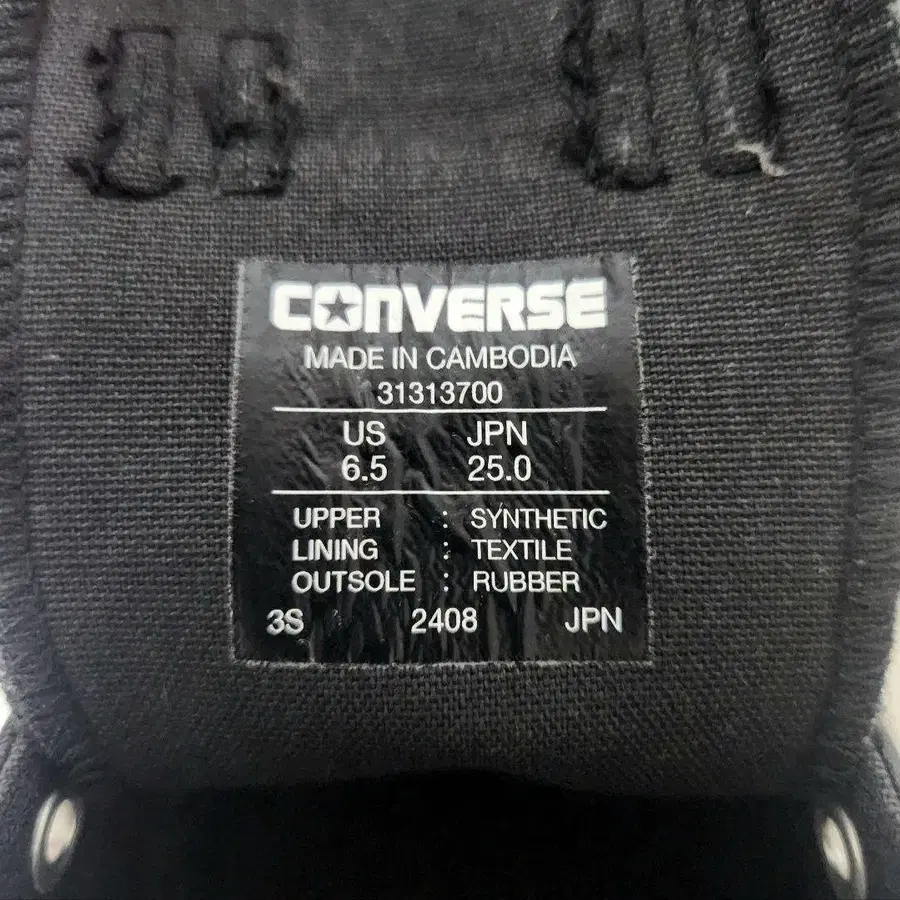 CONVERSE
MADE IN CAMBODIA
31313700
US JPN
6.5 25.0
UPPER : SYNTHETIC
LINING : TEXTILE
OUTSOLE : RUBBER
3S 2408 JPN